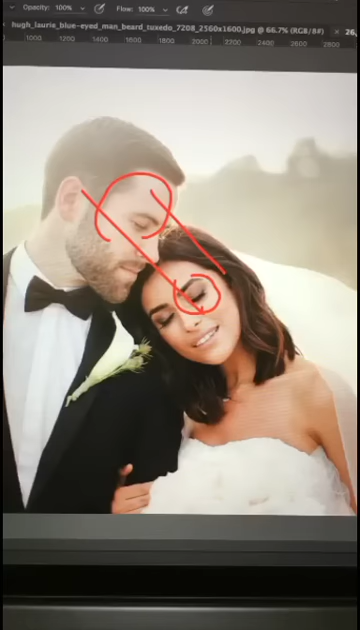 Opacity: 100% Flow: 100%
hugh_laurie_blue-eyed_man_beard_tuxedo_7208_2560x1600.jpg @ 66.7% (RGB/8#) × 26,
1000 1200 1400 1600 1800 2000 2200 2400 2600 2800